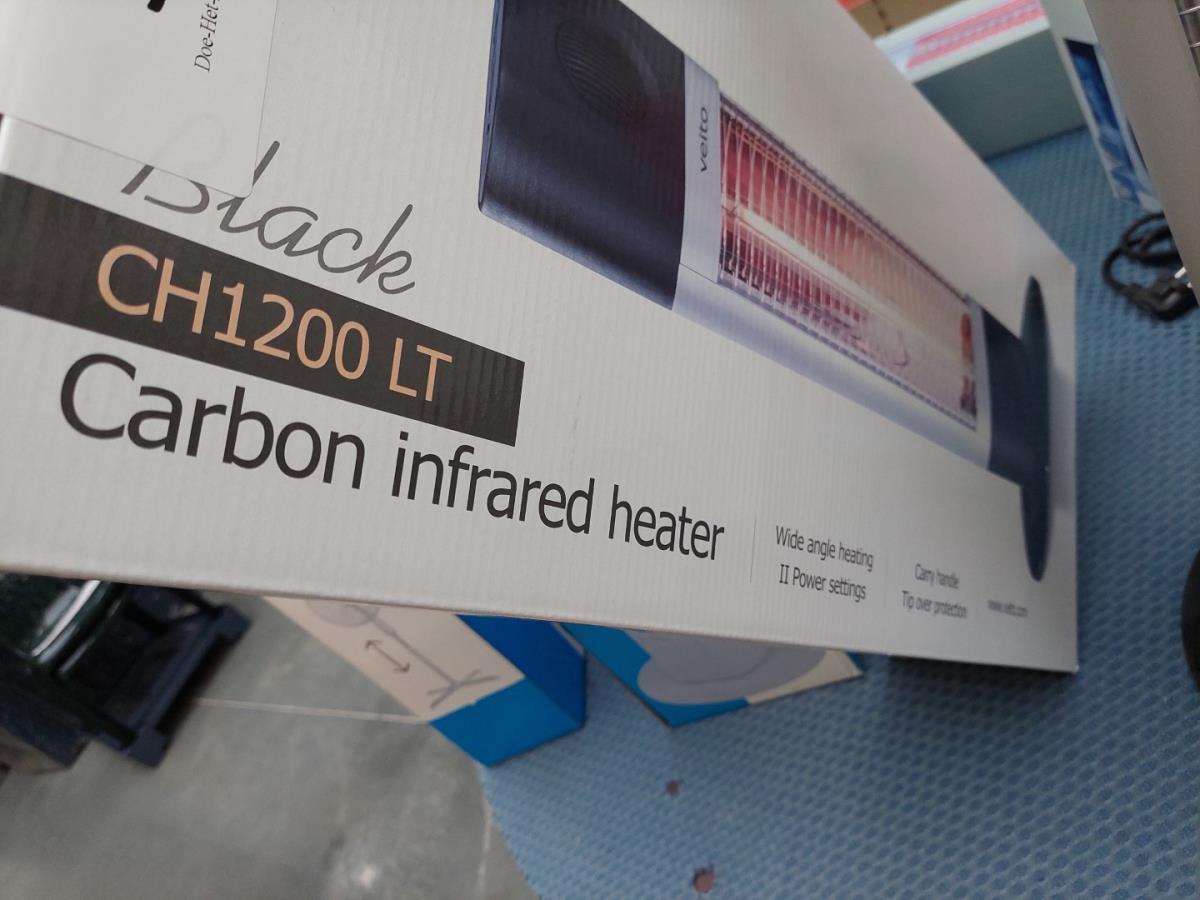 Doe-Het-
veito
Black
CH1200 LT
Carbon infrared heater
Wide angle heating
II Power settings
Carry handle
Tip over protection
www.veito.com